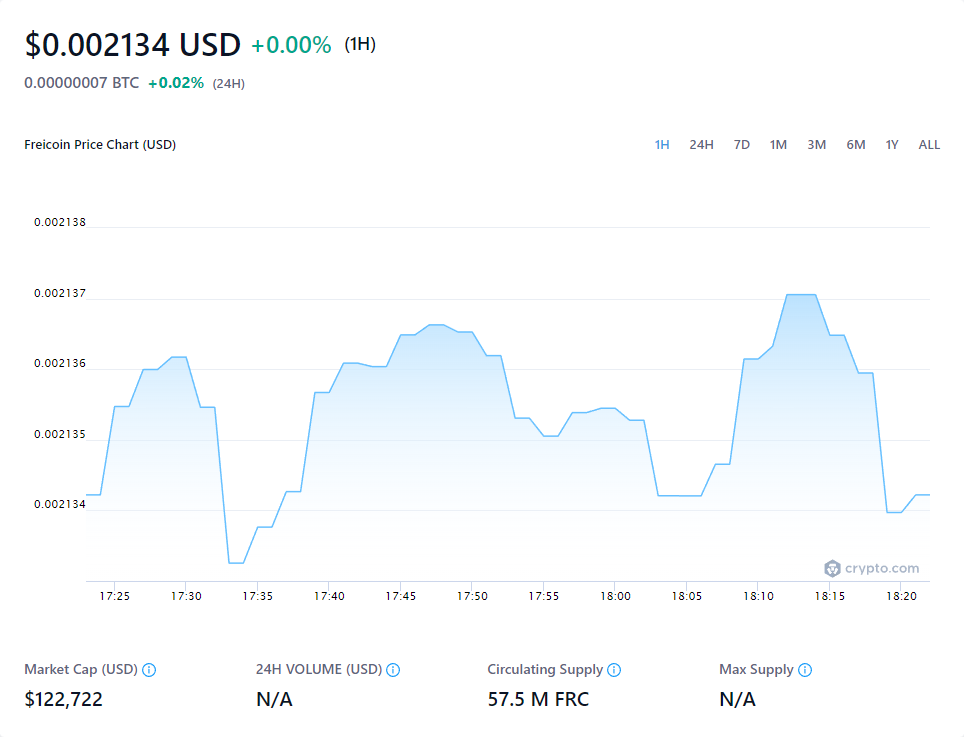 $0.002134 USD +0.00% (1H)
0.00000007 BTC +0.02% (24H)
Freicoin Price Chart (USD) 1H 24H 7D 1M 3M 6M 1Y ALL
0.002138
0.002137
0.002136
0.002135
0.002134
crypto.com
17:25 17:30 17:35 17:40 17:45 17:50 17:55 18:00 18:05 18:10 18:15 18:20
Market Cap (USD) 24H VOLUME (USD) Circulating Supply Max Supply
$122,722 N/A 57.5 M FRC N/A